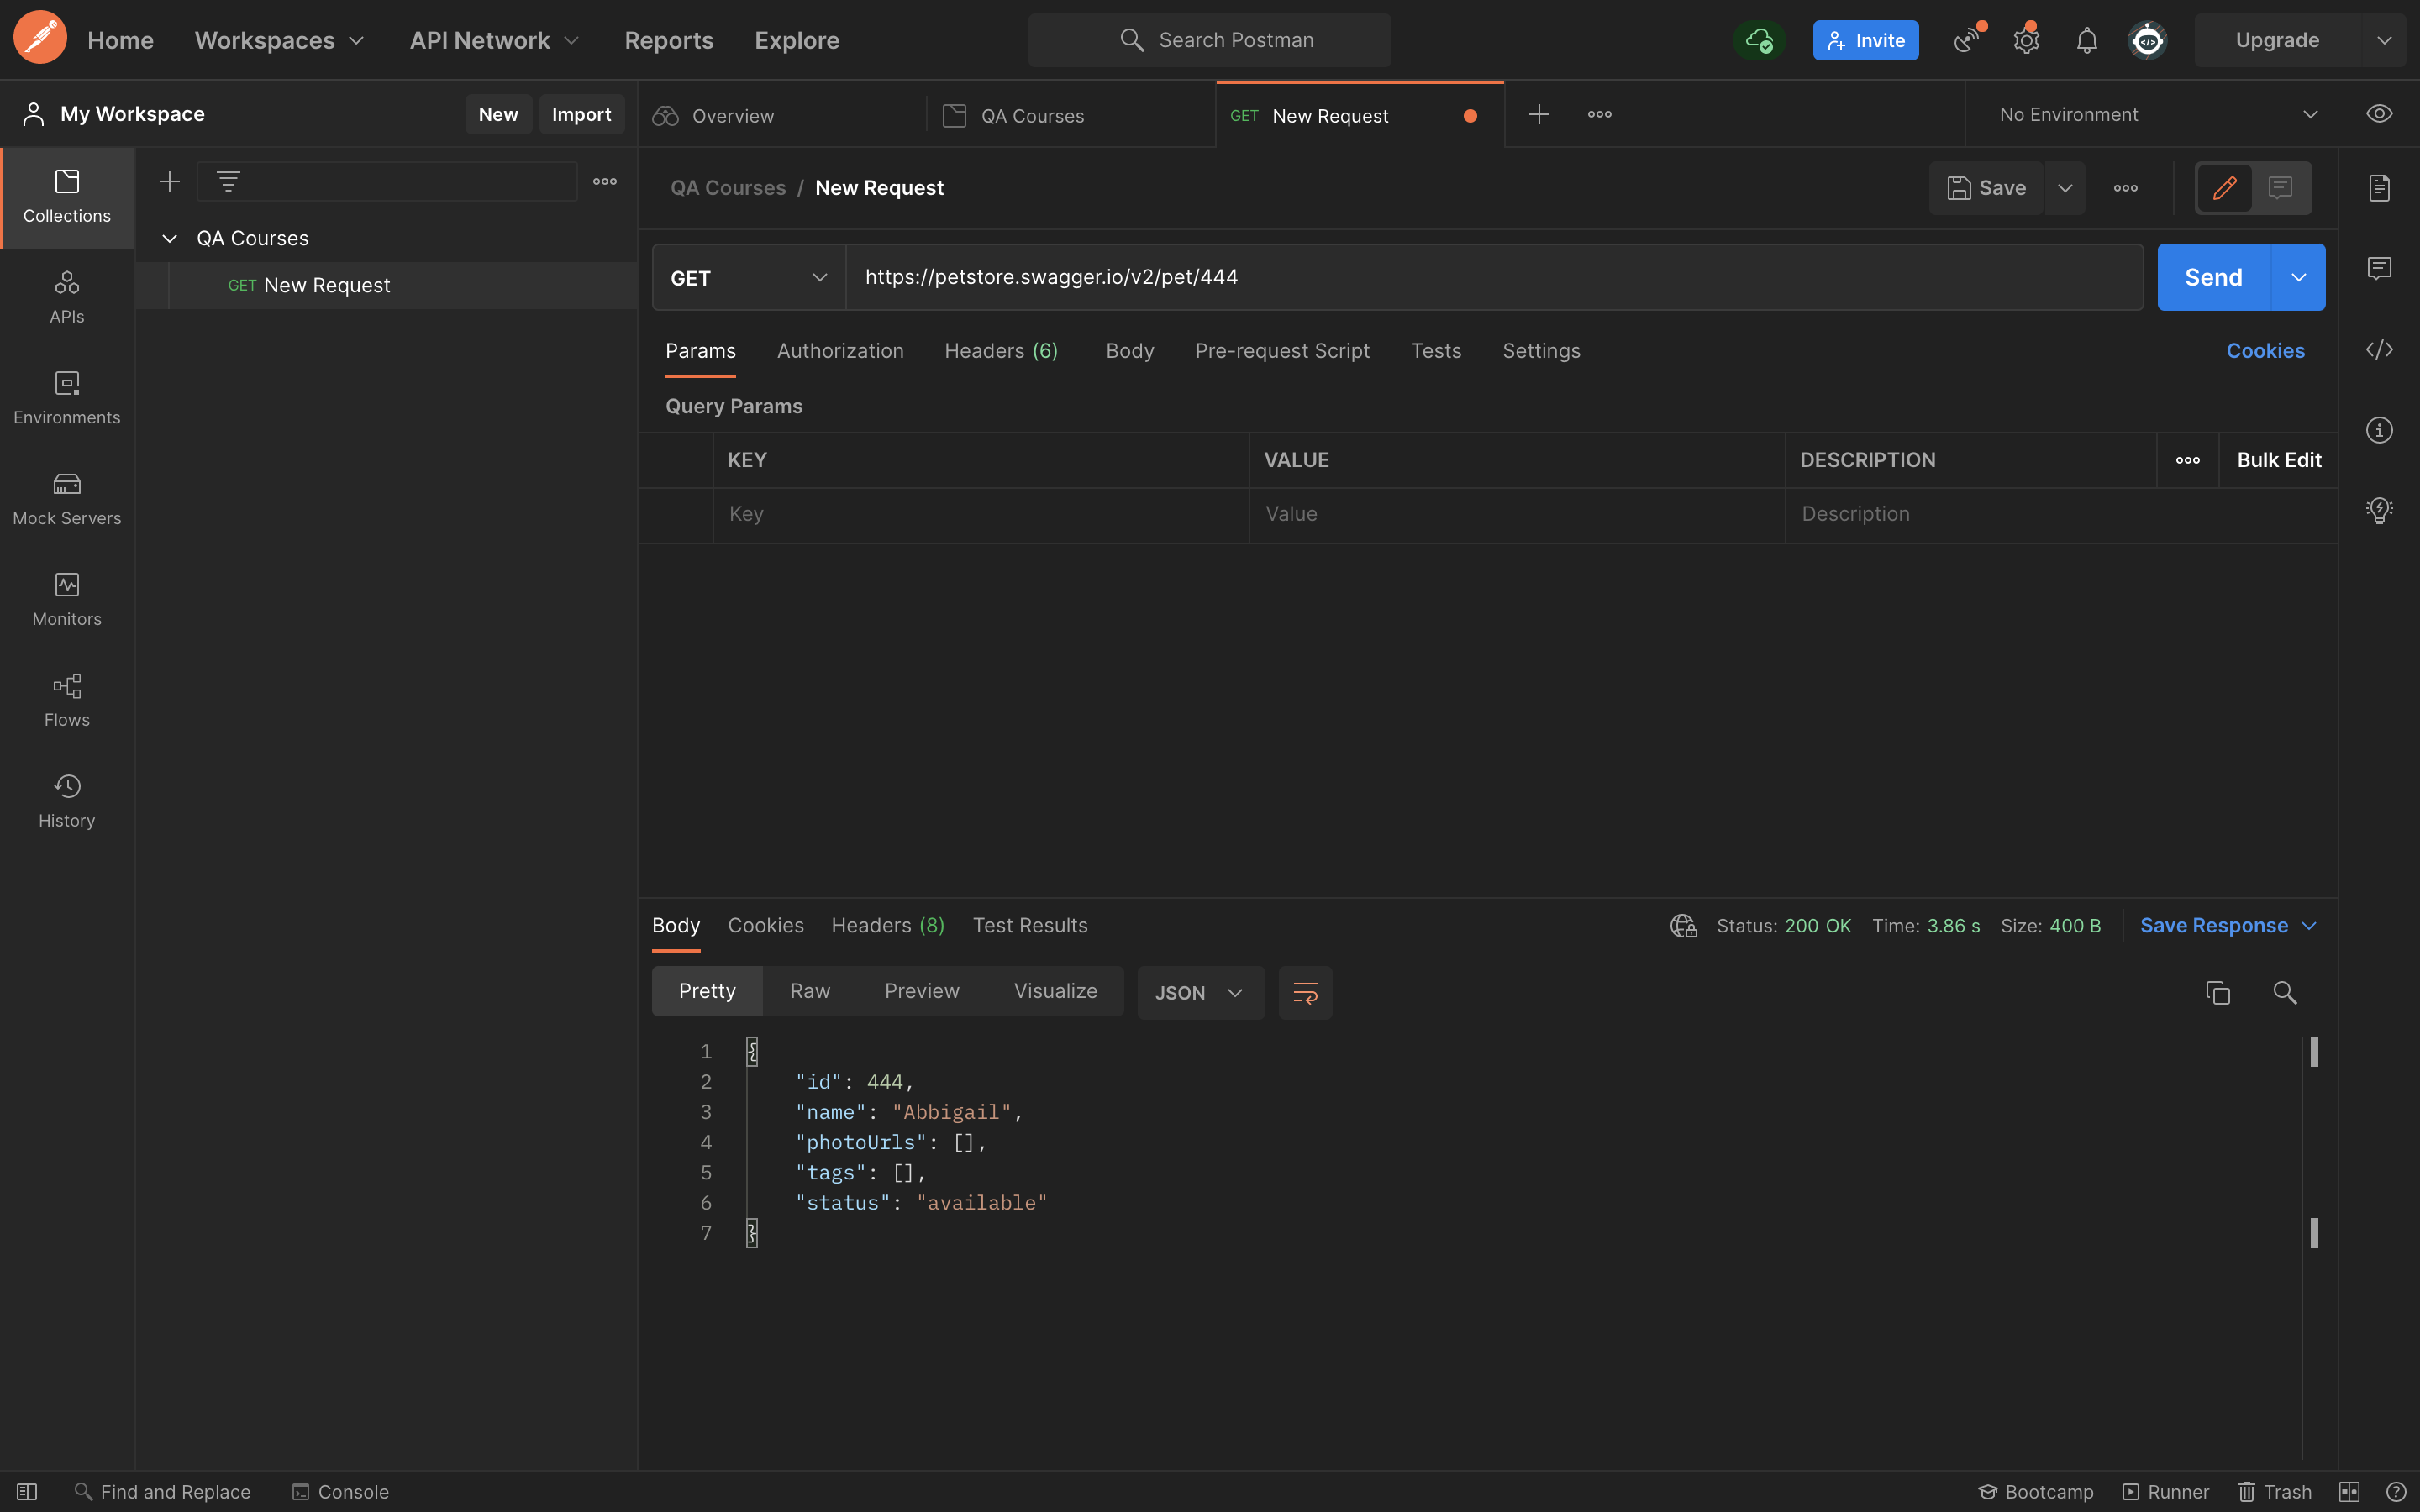 Home Workspaces API Network Reports Explore Search Postman Invite Upgrade
My Workspace New Import Overview QA Courses GET New Request No Environment
Collections
APIs
Environments
Mock Servers
Monitors
Flows
History
QA Courses
GET New Request
QA Courses / New Request Save
GET https://petstore.swagger.io/v2/pet/444 Send
Params Authorization Headers (6) Body Pre-request Script Tests Settings Cookies
Query Params
KEY VALUE DESCRIPTION Bulk Edit
Key Value Description
Body Cookies Headers (8) Test Results Status: 200 OK Time: 3.86 s Size: 400 B Save Response
Pretty Raw Preview Visualize JSON
1 {
2 "id": 444,
3 "name": "Abbigail",
4 "photoUrls": [],
5 "tags": [],
6 "status": "available"
7 }
Find and Replace Console Bootcamp Runner Trash